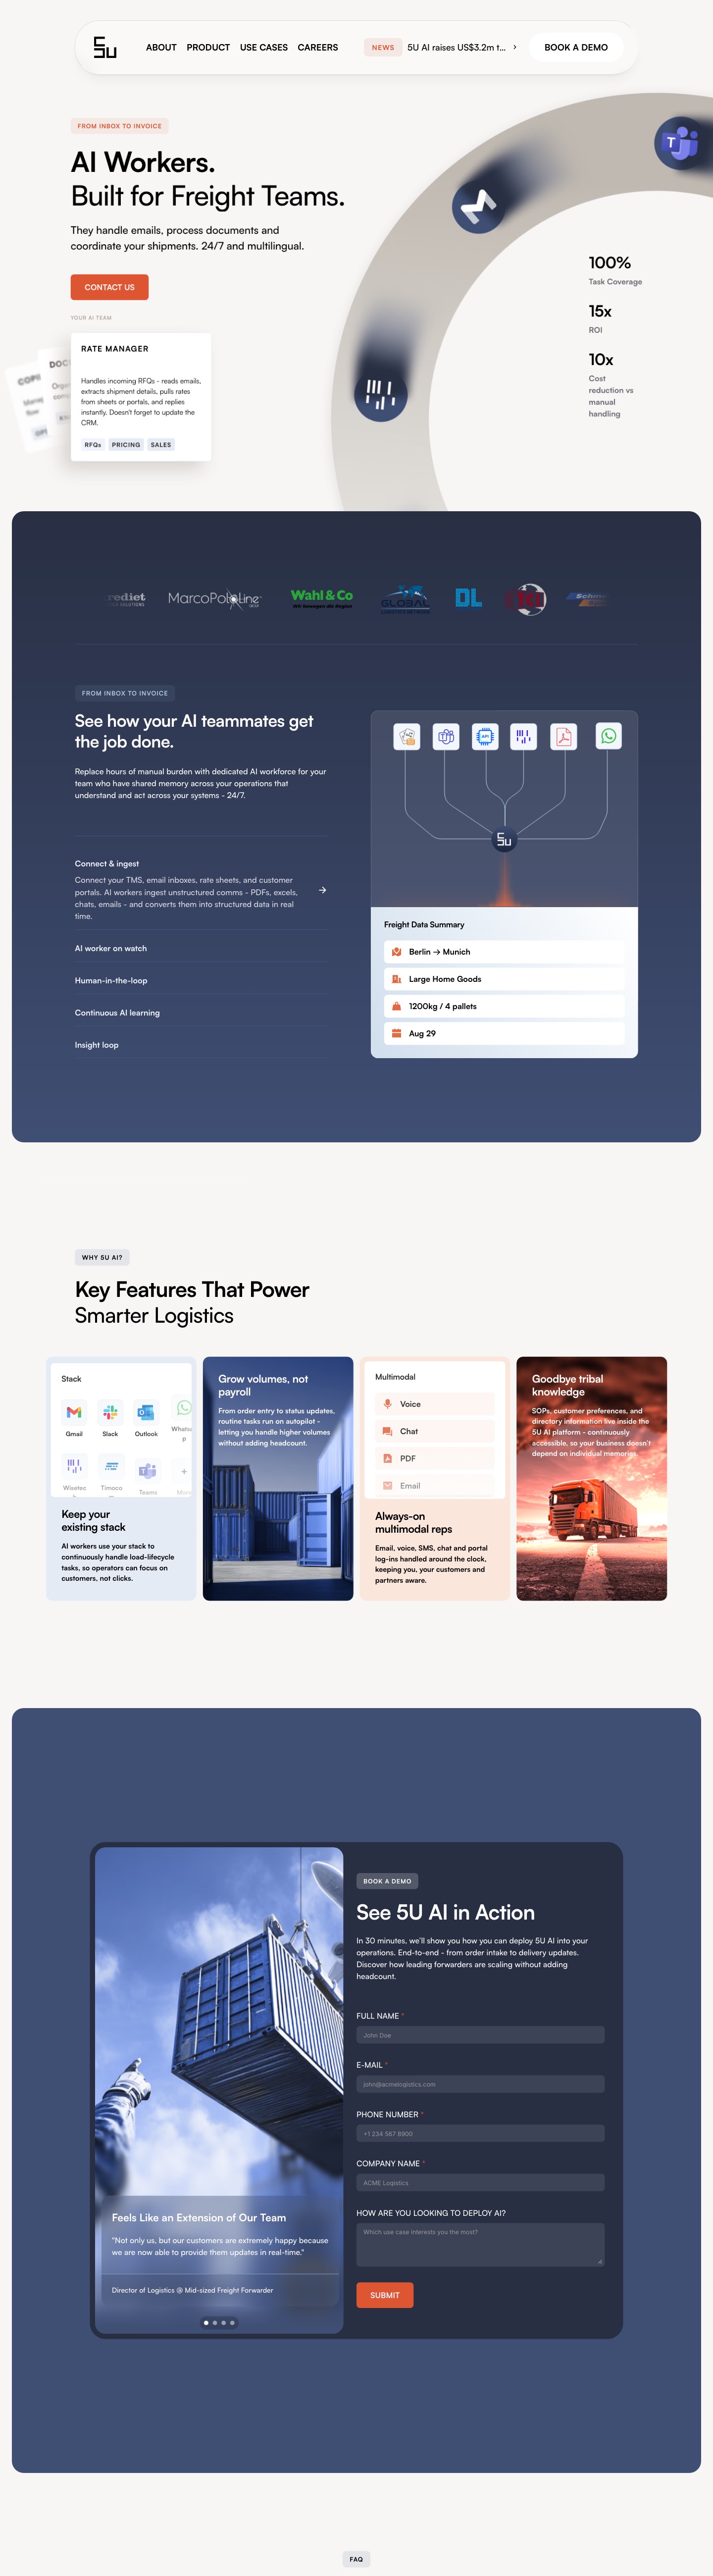 5U
ABOUT PRODUCT USE CASES CAREERS
NEWS 5U AI raises US$3.2m t...
BOOK A DEMO
FROM INBOX TO INVOICE
AI Workers.
Built for Freight Teams.
They handle emails, process documents and
coordinate your shipments. 24/7 and multilingual.
CONTACT US
100%
Task Coverage
15x
ROI
10x
Cost
reduction vs
manual
handling
YOUR AI TEAM
RATE MANAGER
Handles incoming RFQs - reads emails,
extracts shipment details, pulls rates
from sheets or portals, and replies
instantly. Doesn't forget to update the
CRM.
RFQs PRICING SALES
MarcoPoloLine
Wahl & Co
GLOBAL
DL
FROM INBOX TO INVOICE
See how your AI teammates get
the job done.
Replace hours of manual burden with dedicated AI workforce for your
team who have shared memory across your operations that
understand and act across your systems - 24/7.
Connect & ingest
Connect your TMS, email inboxes, rate sheets, and customer
portals. AI workers ingest unstructured comms - PDFs, excels,
chats, emails - and converts them into structured data in real
time.
AI worker on watch
Human-in-the-loop
Continuous AI learning
Insight loop
API
5U
Freight Data Summary
Berlin → Munich
Large Home Goods
1200kg / 4 pallets
Aug 29
WHY 5U AI?
Key Features That Power
Smarter Logistics
Stack
Gmail Slack Outlook Whatsap
p
Wisetec Timoco Teams More
Keep your
existing stack
AI workers use your stack to
continuously handle load-lifecycle
tasks, so operators can focus on
customers, not clicks.
Grow volumes, not
payroll
From order entry to status updates,
routine tasks run on autopilot -
letting you handle higher volumes
without adding headcount.
Multimodal
Voice
Chat
PDF
Email
Always-on
multimodal reps
Email, voice, SMS, chat and portal
log-ins handled around the clock,
keeping you, your customers and
partners aware.
Goodbye tribal
knowledge
SOPs, customer preferences, and
directory information live inside the
5U AI platform - continuously
accessible, so your business doesn't
depend on individual memories.
Feels Like an Extension of Our Team
"Not only us, but our customers are extremely happy because
we are now able to provide them updates in real-time."
Director of Logistics @ Mid-sized Freight Forwarder
BOOK A DEMO
See 5U AI in Action
In 30 minutes, we'll show you how you can deploy 5U AI into your
operations. End-to-end - from order intake to delivery updates.
Discover how leading forwarders are scaling without adding
headcount.
FULL NAME *
John Doe
E-MAIL *
john@acmelogistics.com
PHONE NUMBER *
+1 234 567 8900
COMPANY NAME *
ACME Logistics
HOW ARE YOU LOOKING TO DEPLOY AI?
Which use case interests you the most?
SUBMIT
FAQ